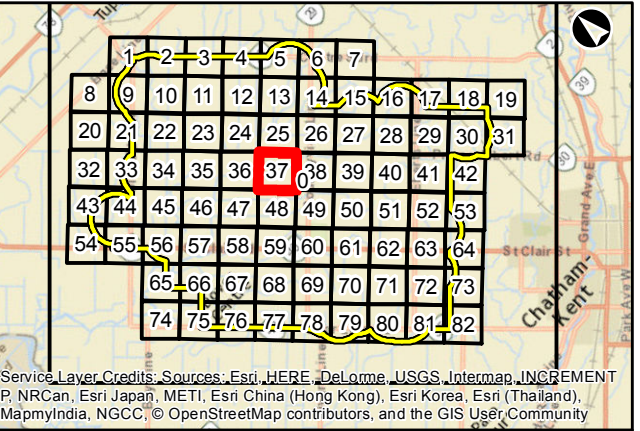 29
40
1 2 3 4 5 6 7
8 9 10 11 12 13 14 15 16 17 18 19
39
20 21 22 23 24 25 26 27 28 29 30 31
Rd
32 33 34 35 36 37 0 38 39 40 41 42
43 44 45 46 47 48 49 50 51 52 53
Grand Ave E
54 55 56 57 58 59 60 61 62 63 64
St Clair St
65 66 67 68 69 70 71 72 73
Chatham-
Kent
Park Ave W
74 75 76 77 78 79 80 81 82
Service Layer Credits: Sources: Esri, HERE, DeLorme, USGS, Intermap, INCREMENT
P, NRCan, Esri Japan, METI, Esri China (Hong Kong), Esri Korea, Esri (Thailand),
MapmyIndia, NGCC, © OpenStreetMap contributors, and the GIS User Community